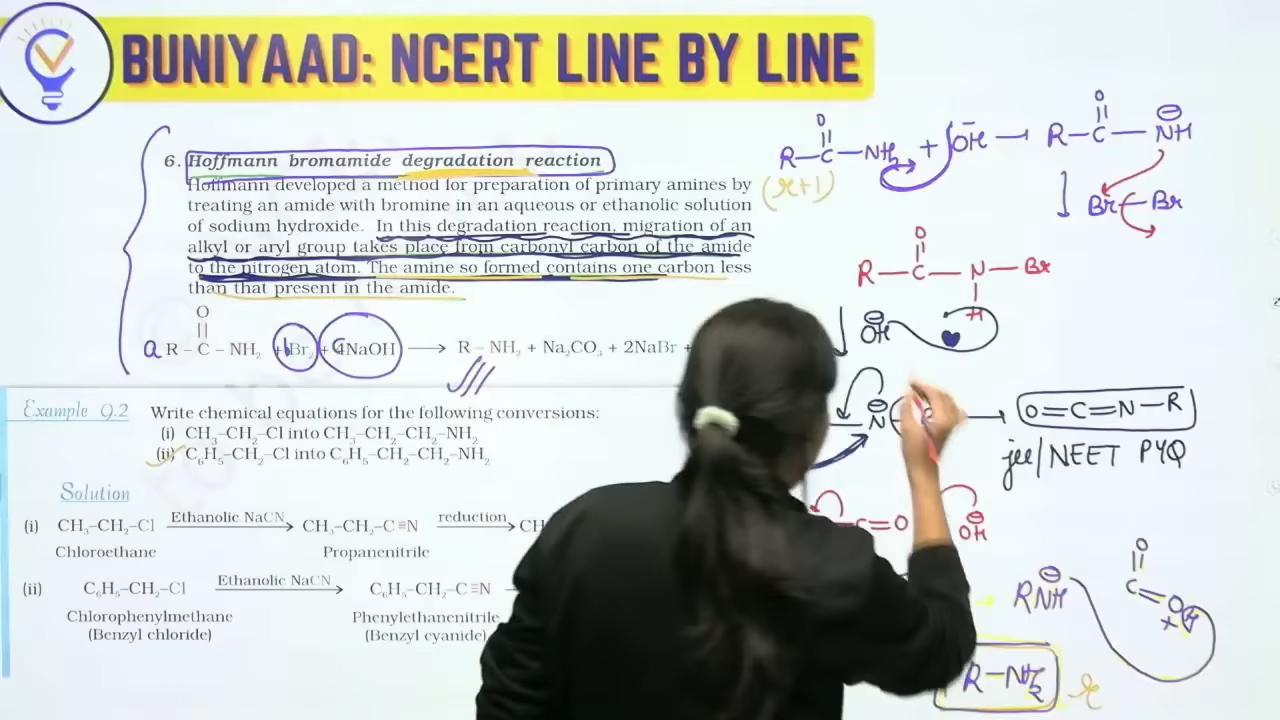 BUNIYAAD: NCERT LINE BY LINE
6. Hoffmann bromamide degradation reaction
Hoffmann developed a method for preparation of primary amines by
treating an amide with bromine in an aqueous or ethanolic solution
of sodium hydroxide. In this degradation reaction, migration of an
alkyl or aryl group takes place from carbonyl carbon of the amide
to the nitrogen atom. The amine so formed contains one carbon less
than that present in the amide.
O
a R – C – NH₂ + Br₂ + 4NaOH → R – NH₂ + Na₂CO₃ + 2NaBr +
Example 9.2
Write chemical equations for the following conversions:
(i) CH₃–CH₂–Cl into CH₃–CH₂–CH₂–NH₂
(ii) C₆H₅–CH₂–Cl into C₆H₅–CH₂–CH₂–NH₂
Solution
(i) CH₃–CH₂–Cl Ethanolic NaCN → CH₃–CH₂–C≡N reduction → CH
Chloroethane Propanenitrile
(ii) C₆H₅–CH₂–Cl Ethanolic NaCN → C₆H₅–CH₂–C≡N
Chlorophenylmethane Phenylethanenitrile
(Benzyl chloride) (Benzyl cyanide)
O O
R–C–NH₂ + OH⁻ → R–C–NH⊖
(x+1)
Br–Br
O
R–C–N–Br
H
⊖OH
⊖N → O=C=N–R
jee/NEET PYQ
C=O ⊖OH
O
→ RNH⊖ C=O
R–NH₂ x